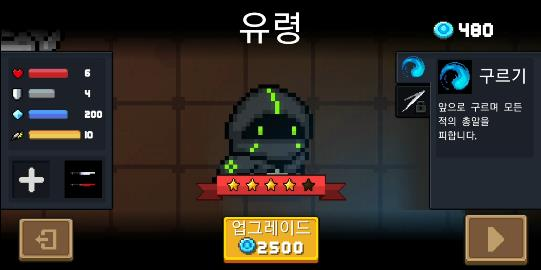 유령
480
6
4
200
10
구르기
앞으로 구르며 모든
적의 총알을
피합니다.
업그레이드
2500